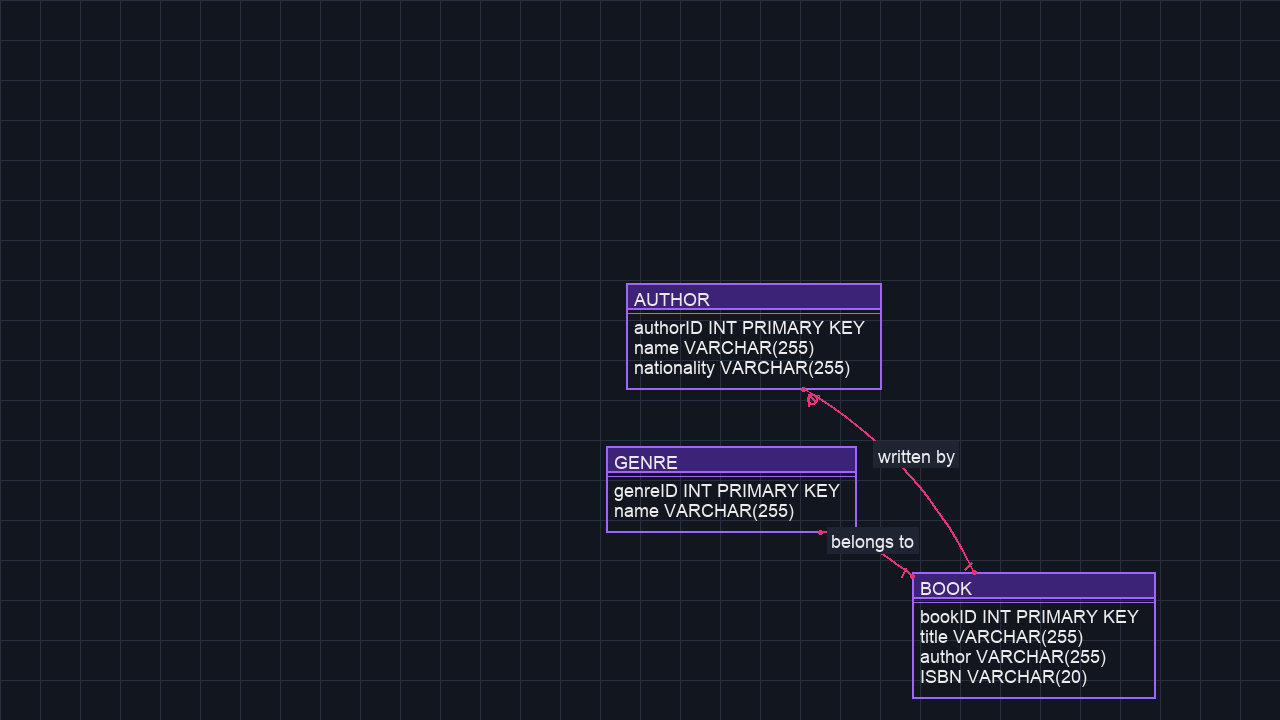 AUTHOR
authorID INT PRIMARY KEY
name VARCHAR(255)
nationality VARCHAR(255)
written by
GENRE
genreID INT PRIMARY KEY
name VARCHAR(255)
belongs to
BOOK
bookID INT PRIMARY KEY
title VARCHAR(255)
author VARCHAR(255)
ISBN VARCHAR(20)